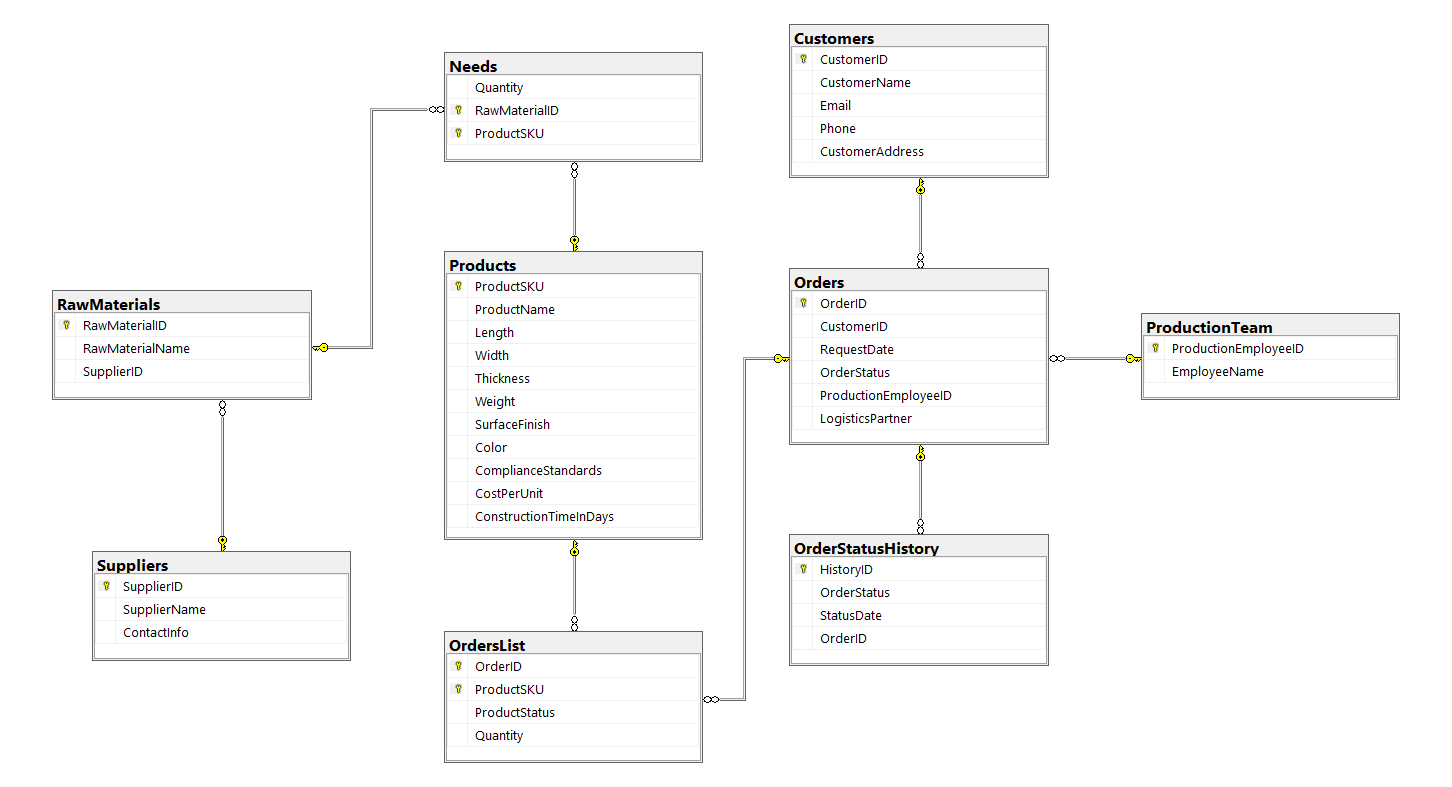 Needs
Quantity
RawMaterialID
ProductSKU
Customers
CustomerID
CustomerName
Email
Phone
CustomerAddress
RawMaterials
RawMaterialID
RawMaterialName
SupplierID
Products
ProductSKU
ProductName
Length
Width
Thickness
Weight
SurfaceFinish
Color
ComplianceStandards
CostPerUnit
ConstructionTimeInDays
Orders
OrderID
CustomerID
RequestDate
OrderStatus
ProductionEmployeeID
LogisticsPartner
ProductionTeam
ProductionEmployeeID
EmployeeName
Suppliers
SupplierID
SupplierName
ContactInfo
OrdersList
OrderID
ProductSKU
ProductStatus
Quantity
OrderStatusHistory
HistoryID
OrderStatus
StatusDate
OrderID